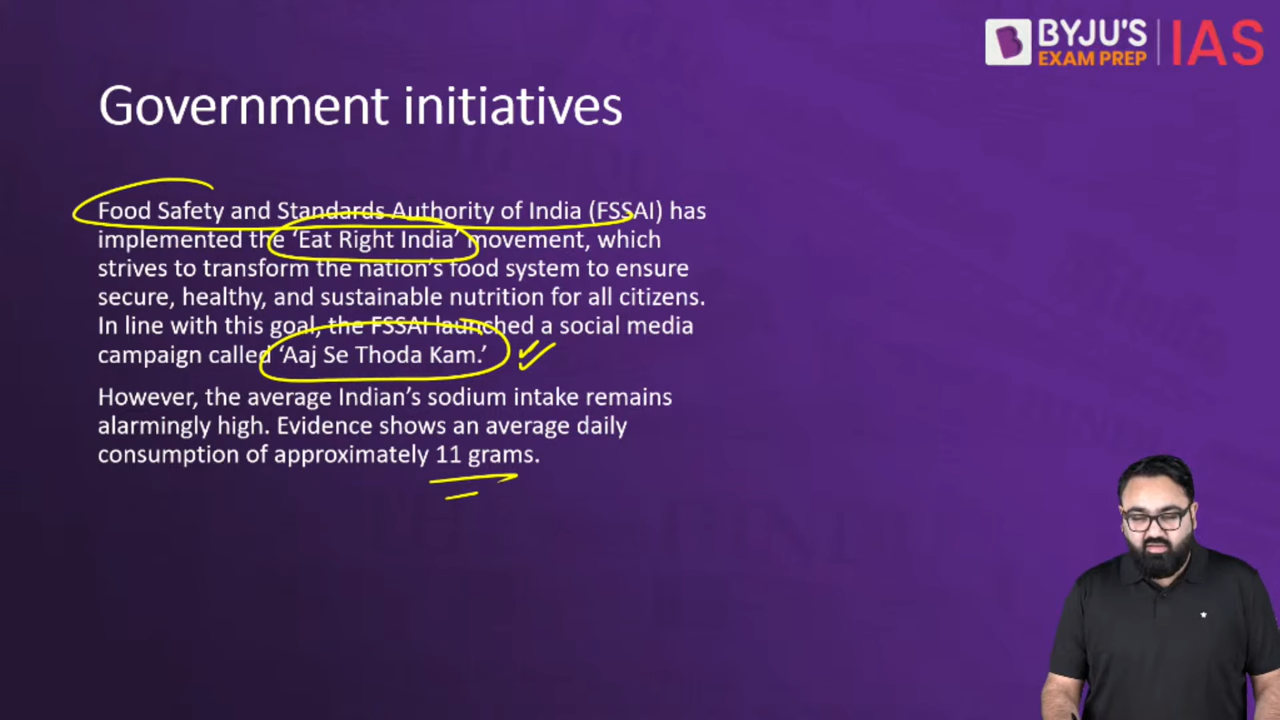 BYJU'S
EXAM PREP
IAS
Government initiatives
Food Safety and Standards Authority of India (FSSAI) has
implemented the ‘Eat Right India’ movement, which
strives to transform the nation’s food system to ensure
secure, healthy, and sustainable nutrition for all citizens.
In line with this goal, the FSSAI launched a social media
campaign called ‘Aaj Se Thoda Kam.’
However, the average Indian’s sodium intake remains
alarmingly high. Evidence shows an average daily
consumption of approximately 11 grams.